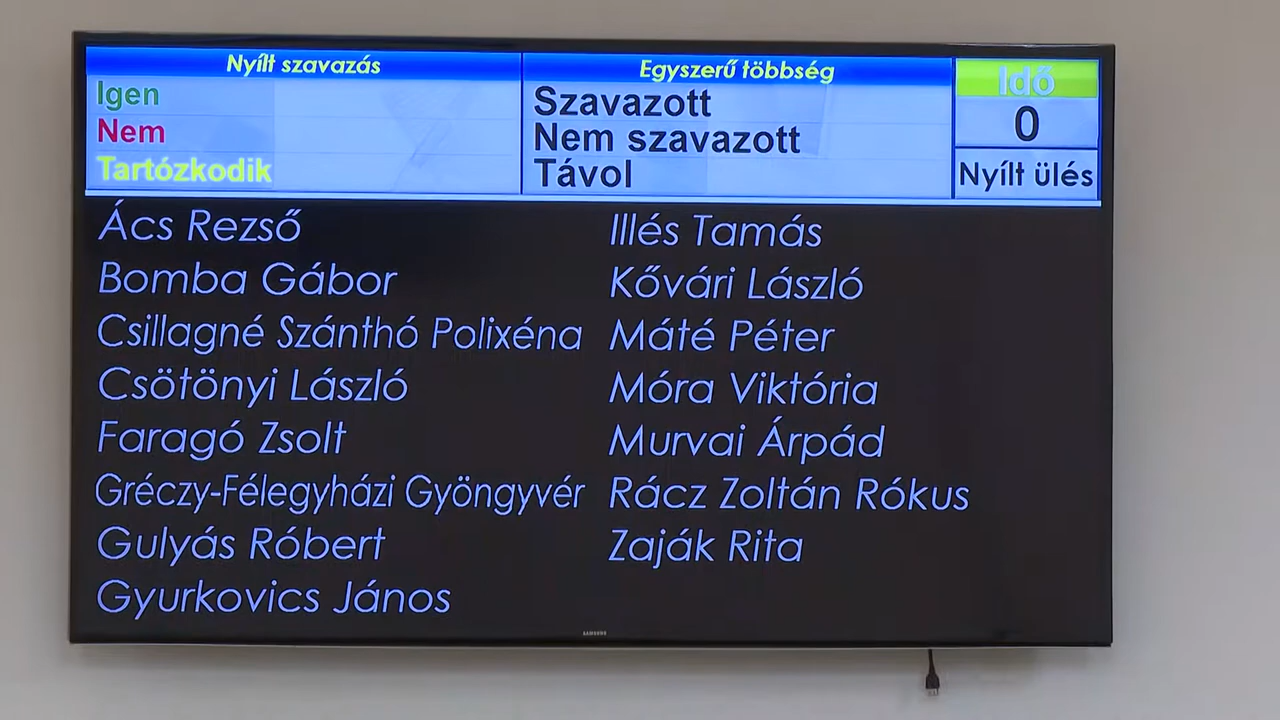 Nyílt szavazás
Igen
Nem
Tartózkodik
Egyszerű többség
Szavazott
Nem szavazott
Távol
Idő
0
Nyílt ülés
Ács Rezső
Bomba Gábor
Csillagné Szánthó Polixéna
Csötönyi László
Faragó Zsolt
Gréczy-Félegyházi Gyöngyvér
Gulyás Róbert
Gyurkovics János
Illés Tamás
Kővári László
Máté Péter
Móra Viktória
Murvai Árpád
Rácz Zoltán Rókus
Zaják Rita
SAMSUNG